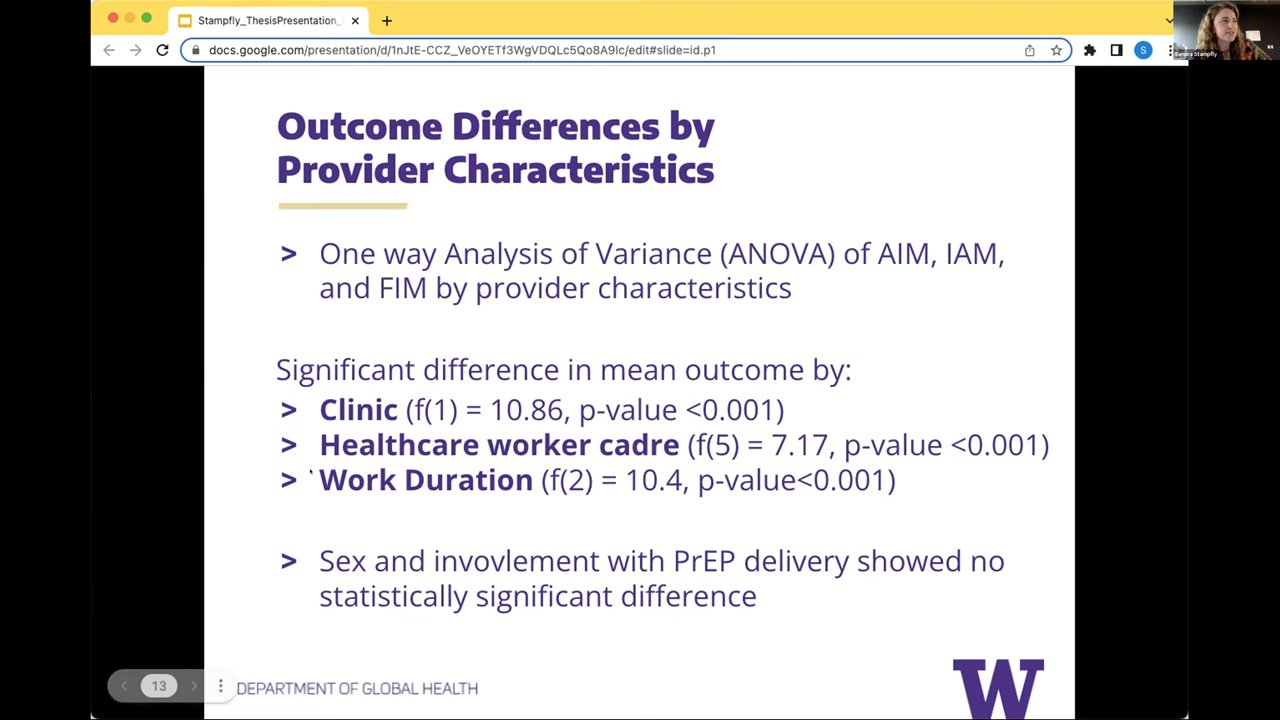 Stampfly_ThesisPresentation_
docs.google.com/presentation/d/1nJtE-CCZ_VeOYETf3WgVDQLc5Qo8A9lc/edit#slide=id.p1
S
Sandra Stampfly
Outcome Differences by
Provider Characteristics
> One way Analysis of Variance (ANOVA) of AIM, IAM,
and FIM by provider characteristics
Significant difference in mean outcome by:
> Clinic (f(1) = 10.86, p-value <0.001)
> Healthcare worker cadre (f(5) = 7.17, p-value <0.001)
> Work Duration (f(2) = 10.4, p-value<0.001)
> Sex and invovlement with PrEP delivery showed no
statistically significant difference
13
DEPARTMENT OF GLOBAL HEALTH
W